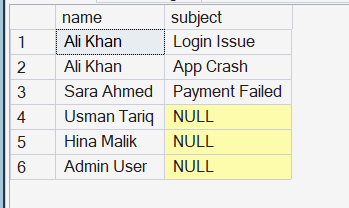 name subject
1 Ali Khan Login Issue
2 Ali Khan App Crash
3 Sara Ahmed Payment Failed
4 Usman Tariq NULL
5 Hina Malik NULL
6 Admin User NULL